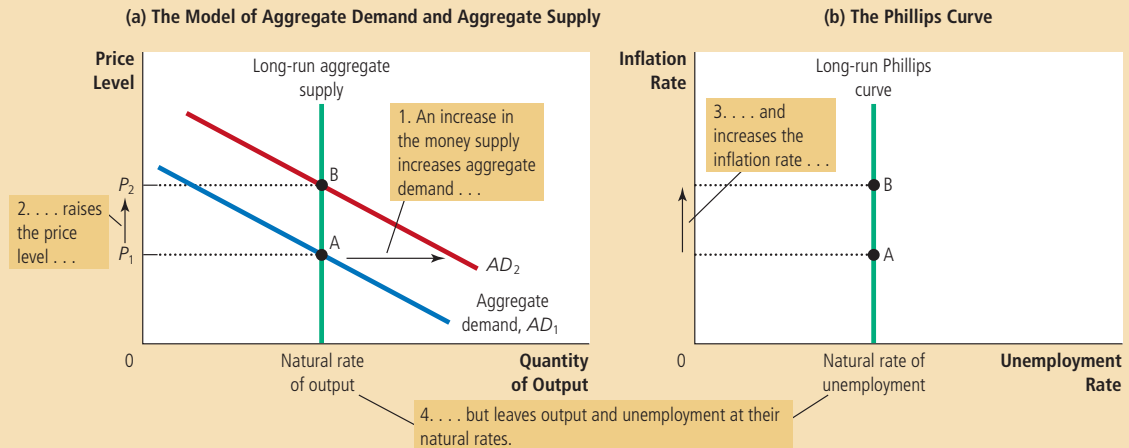 (a) The Model of Aggregate Demand and Aggregate Supply
Price
Level
Long-run aggregate
supply
1. An increase in
the money supply
increases aggregate
demand . . .
B
P2
2. . . . raises
the price
level . . .
P1
A
AD2
Aggregate
demand, AD1
0
Natural rate
of output
Quantity
of Output
(b) The Phillips Curve
Inflation
Rate
Long-run Phillips
curve
3. . . . and
increases the
inflation rate . . .
B
A
0
Natural rate of
unemployment
Unemployment
Rate
4. . . . but leaves output and unemployment at their
natural rates.